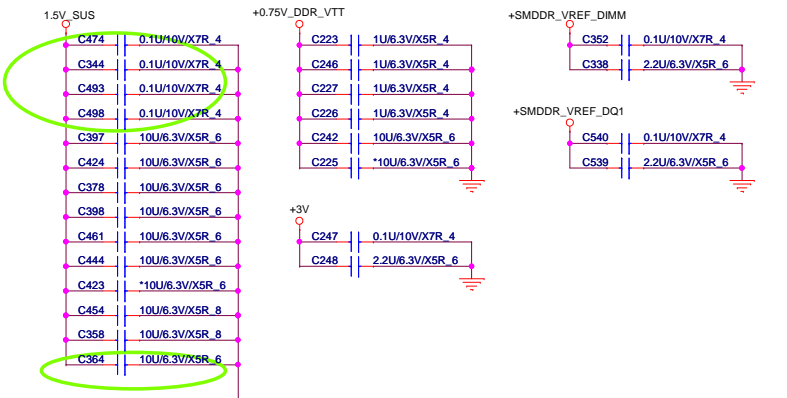 1.5V_SUS
C474 0.1U/10V/X7R_4
C344 0.1U/10V/X7R_4
C493 0.1U/10V/X7R_4
C498 0.1U/10V/X7R_4
C397 10U/6.3V/X5R_6
C424 10U/6.3V/X5R_6
C378 10U/6.3V/X5R_6
C398 10U/6.3V/X5R_6
C461 10U/6.3V/X5R_6
C444 10U/6.3V/X5R_6
C423 *10U/6.3V/X5R_6
C454 10U/6.3V/X5R_8
C358 10U/6.3V/X5R_8
C364 10U/6.3V/X5R_6
+0.75V_DDR_VTT
C223 1U/6.3V/X5R_4
C246 1U/6.3V/X5R_4
C227 1U/6.3V/X5R_4
C226 1U/6.3V/X5R_4
C242 10U/6.3V/X5R_6
C225 *10U/6.3V/X5R_6
+3V
C247 0.1U/10V/X7R_4
C248 2.2U/6.3V/X5R_6
+SMDDR_VREF_DIMM
C352 0.1U/10V/X7R_4
C338 2.2U/6.3V/X5R_6
+SMDDR_VREF_DQ1
C540 0.1U/10V/X7R_4
C539 2.2U/6.3V/X5R_6